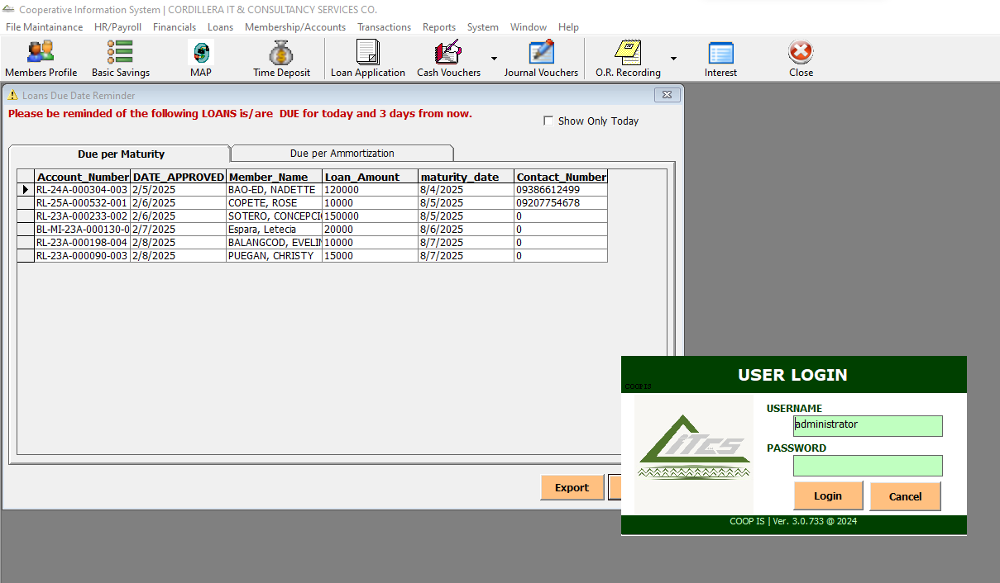 Cooperative Information System | CORDILLERA IT & CONSULTANCY SERVICES CO.
File Maintainance HR/Payroll Financials Loans Membership/Accounts Transactions Reports System Window Help
Members Profile Basic Savings MAP Time Deposit Loan Application Cash Vouchers Journal Vouchers O.R. Recording Interest Close
Loans Due Date Reminder
Please be reminded of the following LOANS is/are DUE for today and 3 days from now.
Show Only Today
Due per Maturity Due per Ammortization
Account_Number DATE_APPROVED Member_Name Loan_Amount maturity_date Contact_Number
RL-24A-000304-003 2/5/2025 BAO-ED, NADETTE 120000 8/4/2025 09386612499
RL-25A-000532-001 2/6/2025 COPETE, ROSE 10000 8/5/2025 09207754678
RL-23A-000233-002 2/6/2025 SOTERO, CONCEPCI 150000 8/5/2025 0
BL-MI-23A-000130-0 2/7/2025 Espara, Letecia 20000 8/6/2025 0
RL-23A-000198-004 2/8/2025 BALANGCOD, EVELIN 10000 8/7/2025 0
RL-23A-000090-003 2/8/2025 PUEGAN, CHRISTY 15000 8/7/2025 0
Export
USER LOGIN
COOPIS
USERNAME
administrator
PASSWORD
iTCS
Login Cancel
COOP IS | Ver. 3.0.733 @ 2024